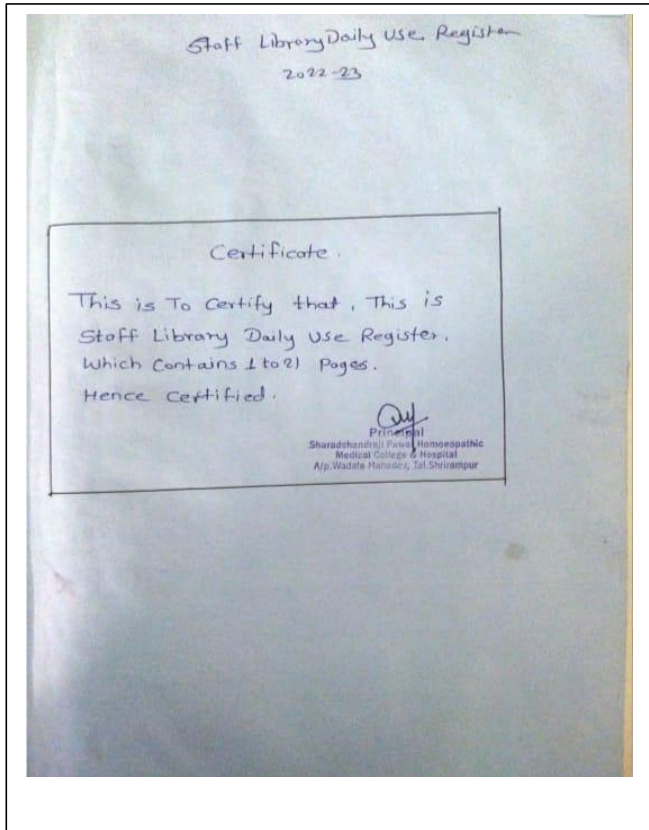 Staff Library Daily Use Register
2022-23
Certificate.
This is To Certify that, This is
Staff Library Daily Use Register.
Which Contains 1 to 21 Pages.
Hence Certified.
Principal
Sharadchandraji Pawar Homoeopathic
Medical College & Hospital
A/p.Wadala Mahadev, Tal.Shrirampur